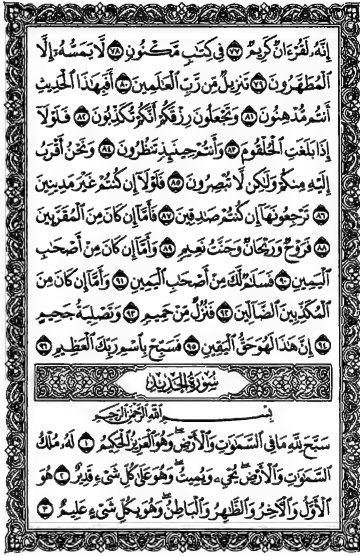 إِنَّهُۥ لَقُرْءَانٌ كَرِيمٌ ٧٧ فِي كِتَٰبٍ مَّكْنُونٍ ٧٨ لَّا يَمَسُّهُۥٓ إِلَّا
ٱلْمُطَهَّرُونَ ٧٩ تَنزِيلٌ مِّن رَّبِّ ٱلْعَٰلَمِينَ ٨٠ أَفَبِهَٰذَا ٱلْحَدِيثِ
أَنتُم مُّدْهِنُونَ ٨١ وَتَجْعَلُونَ رِزْقَكُمْ أَنَّكُمْ تُكَذِّبُونَ ٨٢ فَلَوْلَآ
إِذَا بَلَغَتِ ٱلْحُلْقُومَ ٨٣ وَأَنتُمْ حِينَئِذٍ تَنظُرُونَ ٨٤ وَنَحْنُ أَقْرَبُ
إِلَيْهِ مِنكُمْ وَلَٰكِن لَّا تُبْصِرُونَ ٨٥ فَلَوْلَآ إِن كُنتُمْ غَيْرَ مَدِينِينَ
٨٦ تَرْجِعُونَهَآ إِن كُنتُمْ صَٰدِقِينَ ٨٧ فَأَمَّآ إِن كَانَ مِنَ ٱلْمُقَرَّبِينَ
٨٨ فَرَوْحٌ وَرَيْحَانٌ وَجَنَّتُ نَعِيمٍ ٨٩ وَأَمَّآ إِن كَانَ مِنْ أَصْحَٰبِ
ٱلْيَمِينِ ٩٠ فَسَلَٰمٌ لَّكَ مِنْ أَصْحَٰبِ ٱلْيَمِينِ ٩١ وَأَمَّآ إِن كَانَ مِنَ
ٱلْمُكَذِّبِينَ ٱلضَّآلِّينَ ٩٢ فَنُزُلٌ مِّنْ حَمِيمٍ ٩٣ وَتَصْلِيَةُ جَحِيمٍ
٩٤ إِنَّ هَٰذَا لَهُوَ حَقُّ ٱلْيَقِينِ ٩٥ فَسَبِّحْ بِٱسْمِ رَبِّكَ ٱلْعَظِيمِ ٩٦
سُورَةُ الحَدِيدِ
بِسْمِ ٱللَّهِ ٱلرَّحْمَٰنِ ٱلرَّحِيمِ
سَبَّحَ لِلَّهِ مَا فِي ٱلسَّمَٰوَٰتِ وَٱلْأَرْضِ ۖ وَهُوَ ٱلْعَزِيزُ ٱلْحَكِيمُ ١ لَهُۥ مُلْكُ
ٱلسَّمَٰوَٰتِ وَٱلْأَرْضِ ۖ يُحْيِۦ وَيُمِيتُ ۖ وَهُوَ عَلَىٰ كُلِّ شَيْءٍ قَدِيرٌ ٢ هُوَ
ٱلْأَوَّلُ وَٱلْءَاخِرُ وَٱلظَّٰهِرُ وَٱلْبَاطِنُ ۖ وَهُوَ بِكُلِّ شَيْءٍ عَلِيمٌ ٣